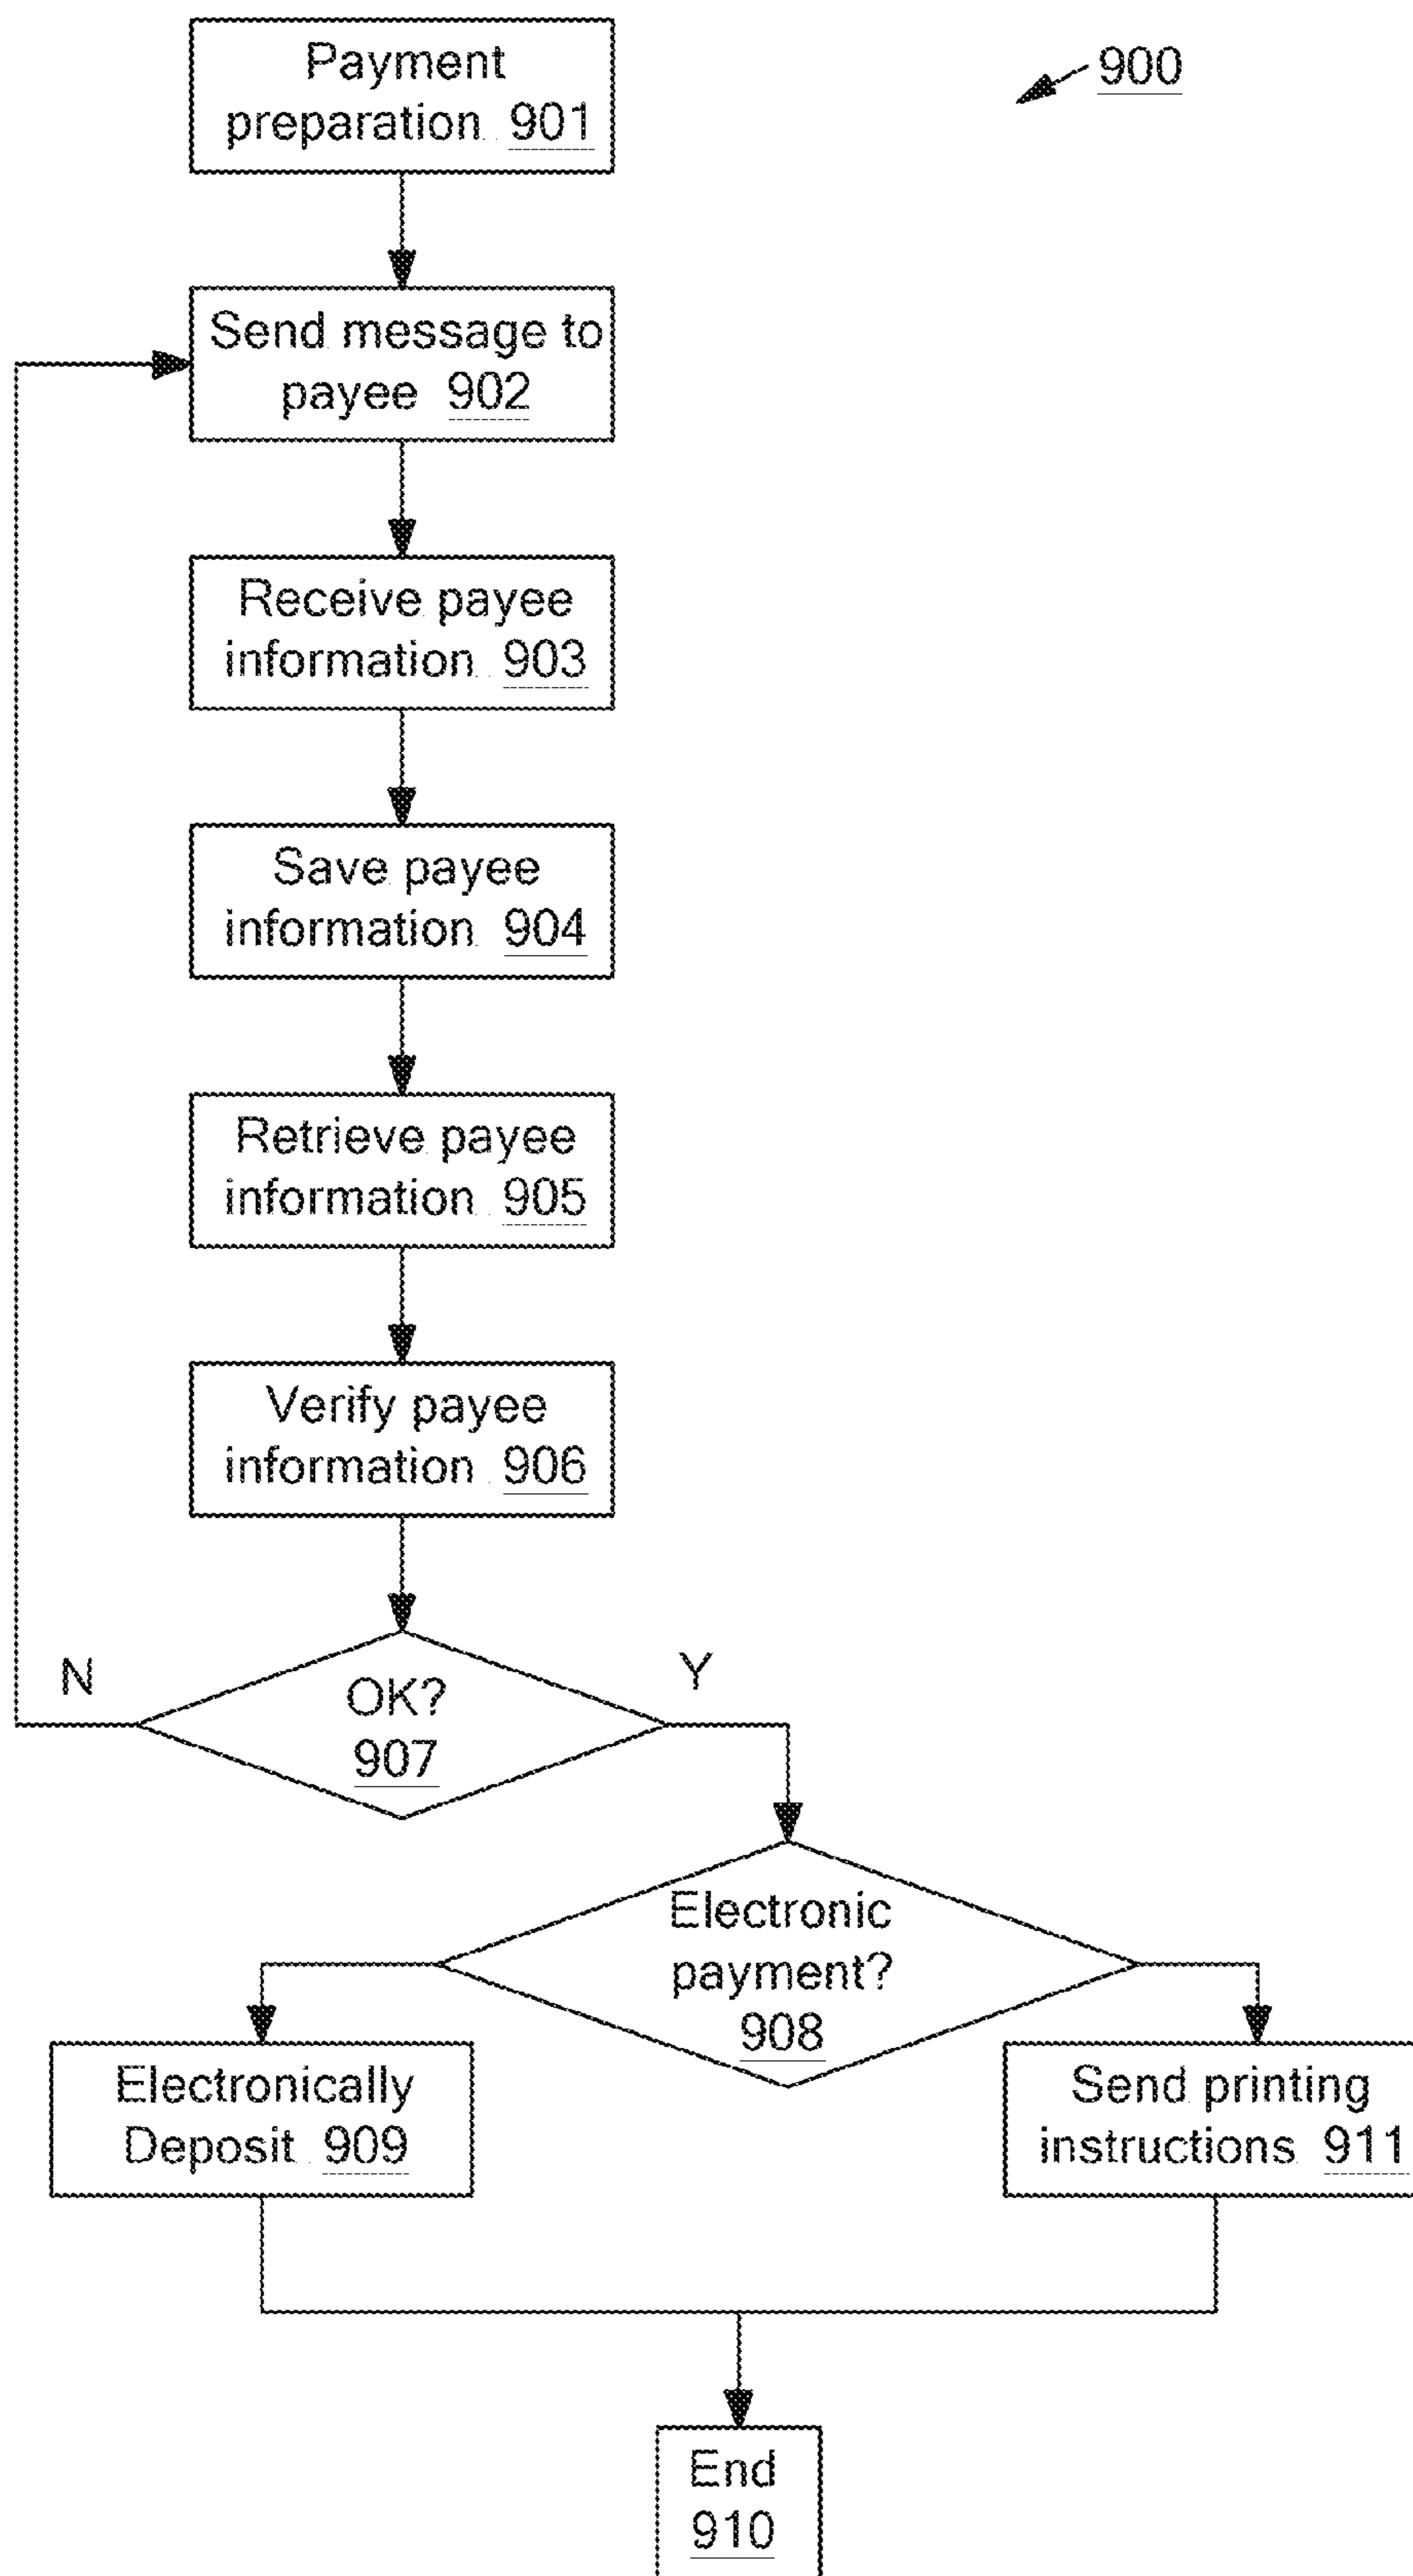 Payment
preparation 901
900
Send message to
payee 902
Receive payee
information 903
Save payee
information 904
Retrieve payee
information 905
Verify payee
information 906
N
Y
OK?
907
Electronic
payment?
908
Electronically
Deposit 909
Send printing
instructions 911
End
910